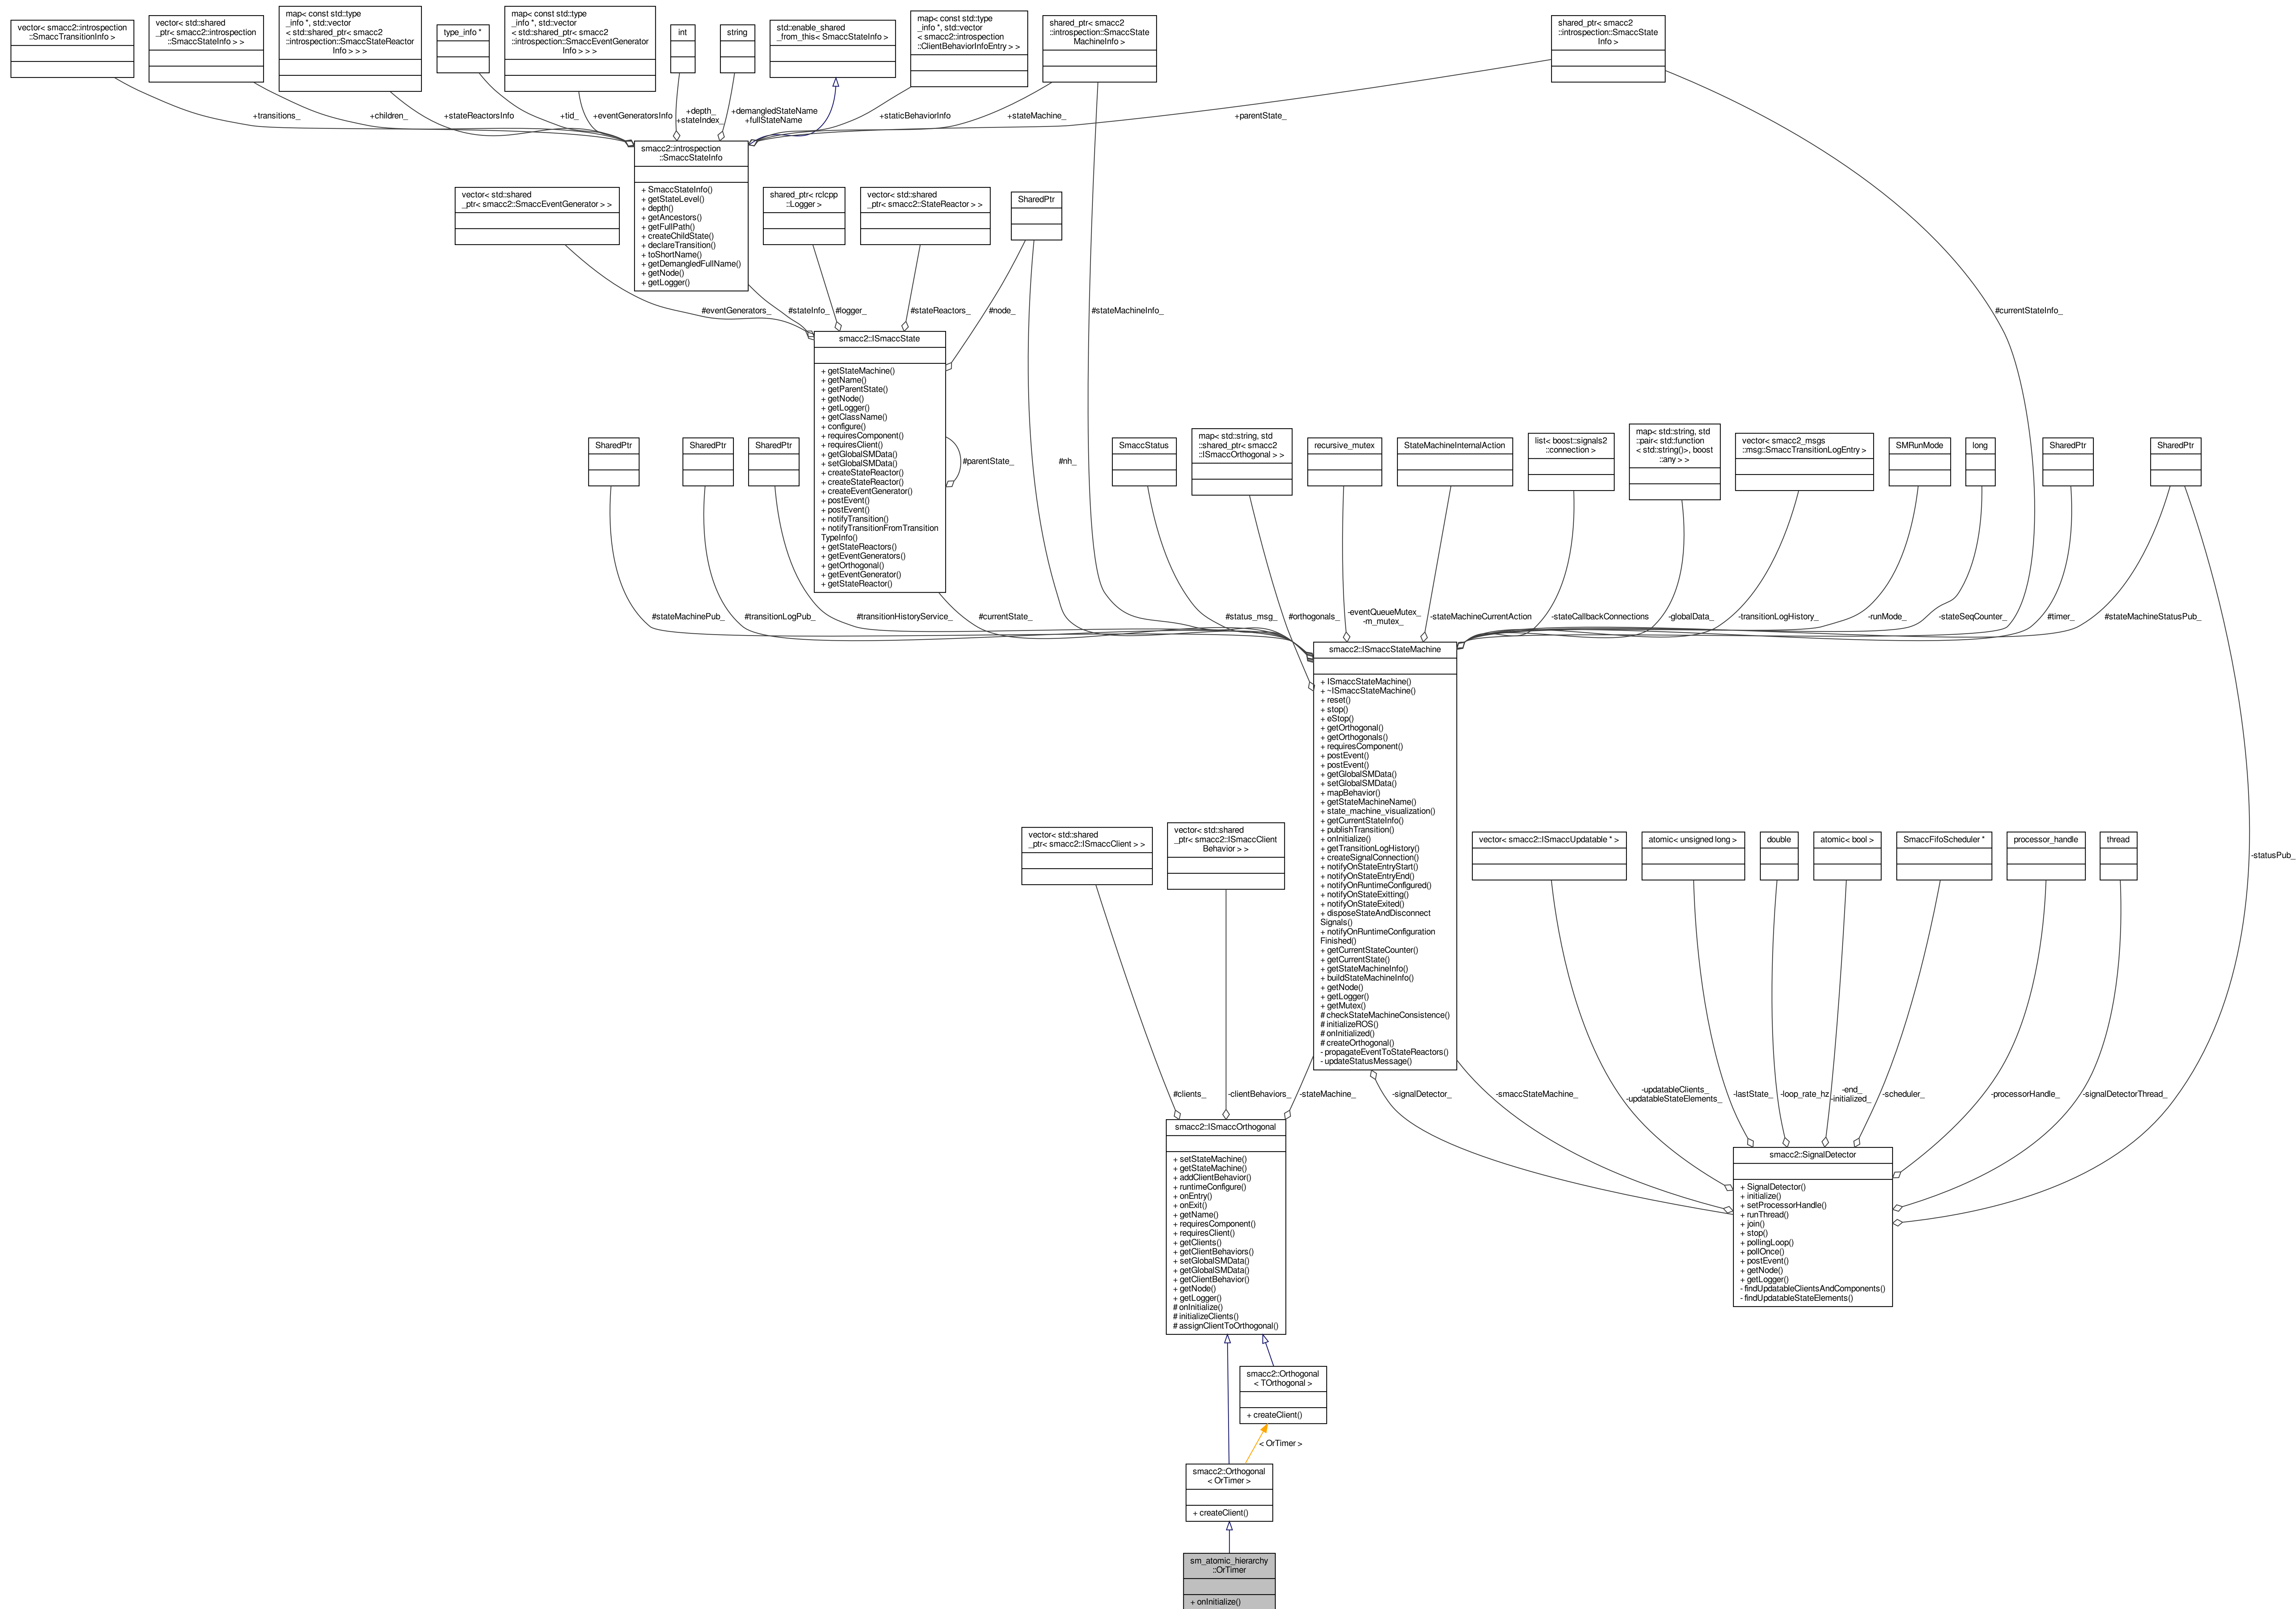 vector< smacc2::introspection
::SmaccTransitionInfo >
vector< std::shared
_ptr< smacc2::introspection
::SmaccStateInfo > >
map< const std::type
_info *, std::vector
< std::shared_ptr< smacc2
::introspection::SmaccStateReactor
Info > > >
type_info *
map< const std::type
_info *, std::vector
< std::shared_ptr< smacc2
::introspection::SmaccEventGenerator
Info > > >
int
string
std::enable_shared
_from_this< SmaccStateInfo >
map< const std::type
_info *, std::vector
< smacc2::introspection
::ClientBehaviorInfoEntry > >
shared_ptr< smacc2
::introspection::SmaccState
MachineInfo >
shared_ptr< smacc2
::introspection::SmaccState
Info >
+transitions_
+children_
+stateReactorsInfo
+tid_
+eventGeneratorsInfo
+depth_
+stateIndex_
+demangledStateName
+fullStateName
+staticBehaviorInfo
+stateMachine_
+parentState_
smacc2::introspection
::SmaccStateInfo
+ SmaccStateInfo()
+ getStateLevel()
+ depth()
+ getAncestors()
+ getFullPath()
+ createChildState()
+ declareTransition()
+ toShortName()
+ getDemangledFullName()
+ getNode()
+ getLogger()
vector< std::shared
_ptr< smacc2::SmaccEventGenerator > >
shared_ptr< rclcpp
::Logger >
vector< std::shared
_ptr< smacc2::StateReactor > >
SharedPtr
#eventGenerators_
#stateInfo_
#logger_
#stateReactors_
#node_
#stateMachineInfo_
#currentStateInfo_
smacc2::ISmaccState
+ getStateMachine()
+ getName()
+ getParentState()
+ getNode()
+ getLogger()
+ getClassName()
+ configure()
+ requiresComponent()
+ requiresClient()
+ getGlobalSMData()
+ setGlobalSMData()
+ createStateReactor()
+ createStateReactor()
+ createEventGenerator()
+ postEvent()
+ postEvent()
+ notifyTransition()
+ notifyTransitionFromTransition
TypeInfo()
+ getStateReactors()
+ getEventGenerators()
+ getOrthogonal()
+ getEventGenerator()
+ getStateReactor()
#parentState_
#nh_
SharedPtr
SharedPtr
SharedPtr
SmaccStatus
map< std::string, std
::shared_ptr< smacc2
::ISmaccOrthogonal > >
recursive_mutex
StateMachineInternalAction
list< boost::signals2
::connection >
map< std::string, std
::pair< std::function
< std::string()>, boost
::any > >
vector< smacc2_msgs
::msg::SmaccTransitionLogEntry >
SMRunMode
long
SharedPtr
SharedPtr
#stateMachinePub_
#transitionLogPub_
#transitionHistoryService_
#currentState_
#status_msg_
#orthogonals_
-eventQueueMutex_
-m_mutex_
-stateMachineCurrentAction
-stateCallbackConnections
-globalData_
-transitionLogHistory_
-runMode_
-stateSeqCounter_
#timer_
#stateMachineStatusPub_
smacc2::ISmaccStateMachine
+ ISmaccStateMachine()
+ ~ISmaccStateMachine()
+ reset()
+ stop()
+ eStop()
+ getOrthogonal()
+ getOrthogonals()
+ requiresComponent()
+ postEvent()
+ postEvent()
+ getGlobalSMData()
+ setGlobalSMData()
+ mapBehavior()
+ getStateMachineName()
+ state_machine_visualization()
+ getCurrentStateInfo()
+ publishTransition()
+ onInitialize()
+ getTransitionLogHistory()
+ createSignalConnection()
+ notifyOnStateEntryStart()
+ notifyOnStateEntryEnd()
+ notifyOnRuntimeConfigured()
+ notifyOnStateExitting()
+ notifyOnStateExited()
+ disposeStateAndDisconnect
Signals()
+ notifyOnRuntimeConfiguration
Finished()
+ getCurrentStateCounter()
+ getCurrentState()
+ getStateMachineInfo()
+ buildStateMachineInfo()
+ getNode()
+ getLogger()
+ getMutex()
# checkStateMachineConsistence()
# initializeROS()
# onInitialized()
# createOrthogonal()
- propagateEventToStateReactors()
- updateStatusMessage()
vector< std::shared
_ptr< smacc2::ISmaccClient > >
vector< std::shared
_ptr< smacc2::ISmaccClient
Behavior > >
vector< smacc2::ISmaccUpdatable * >
atomic< unsigned long >
double
atomic< bool >
SmaccFifoScheduler *
processor_handle
thread
-statusPub_
#clients_
-clientBehaviors_
-stateMachine_
-signalDetector_
-smaccStateMachine_
-updatableClients_
-updatableStateElements_
-lastState_
-loop_rate_hz
-end_
-initialized_
-scheduler_
-processorHandle_
-signalDetectorThread_
smacc2::ISmaccOrthogonal
+ setStateMachine()
+ getStateMachine()
+ addClientBehavior()
+ runtimeConfigure()
+ onEntry()
+ onExit()
+ getName()
+ requiresComponent()
+ requiresClient()
+ getClients()
+ getClientBehaviors()
+ setGlobalSMData()
+ getGlobalSMData()
+ getClientBehavior()
+ getNode()
+ getLogger()
# onInitialize()
# initializeClients()
# assignClientToOrthogonal()
smacc2::SignalDetector
+ SignalDetector()
+ initialize()
+ setProcessorHandle()
+ runThread()
+ join()
+ stop()
+ pollingLoop()
+ pollOnce()
+ postEvent()
+ getNode()
+ getLogger()
- findUpdatableClientsAndComponents()
- findUpdatableStateElements()
smacc2::Orthogonal
< TOrthogonal >
+ createClient()
< OrTimer >
smacc2::Orthogonal
< OrTimer >
+ createClient()
sm_atomic_hierarchy
::OrTimer
+ onInitialize()